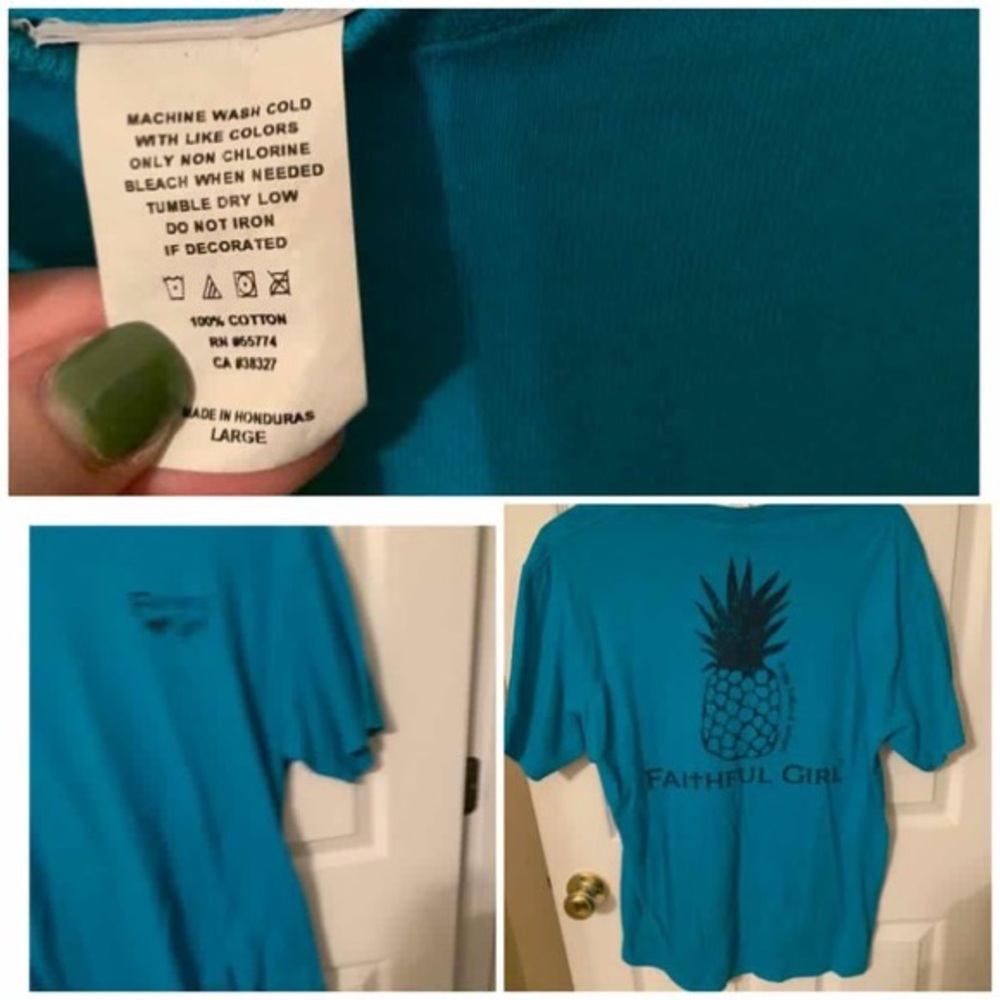 MACHINE WASH COLD
WITH LIKE COLORS
ONLY NON CHLORINE
BLEACH WHEN NEEDED
TUMBLE DRY LOW
DO NOT IRON
IF DECORATED
100% COTTON
RN #65774
CA #38327
MADE IN HONDURAS
LARGE
FAITHFUL GIRL